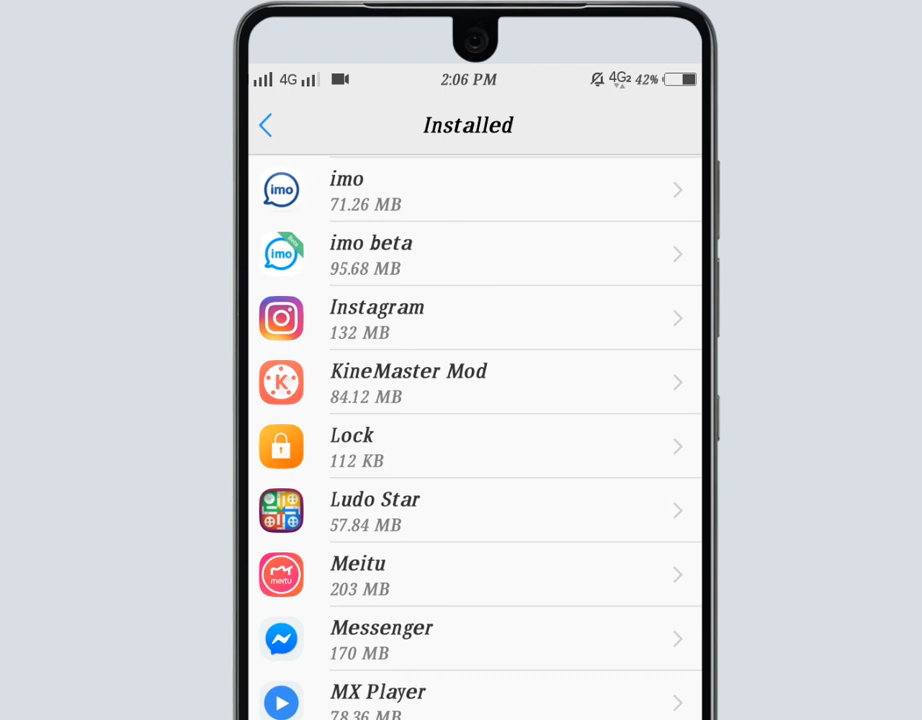 4G 2:06 PM 4G2 42%
Installed
imo
imo
71.26 MB
imo
imo beta
95.68 MB
Instagram
132 MB
K
KineMaster Mod
84.12 MB
Lock
112 KB
Ludo Star
57.84 MB
meitu
Meitu
203 MB
Messenger
170 MB
MX Player
78.36 MB